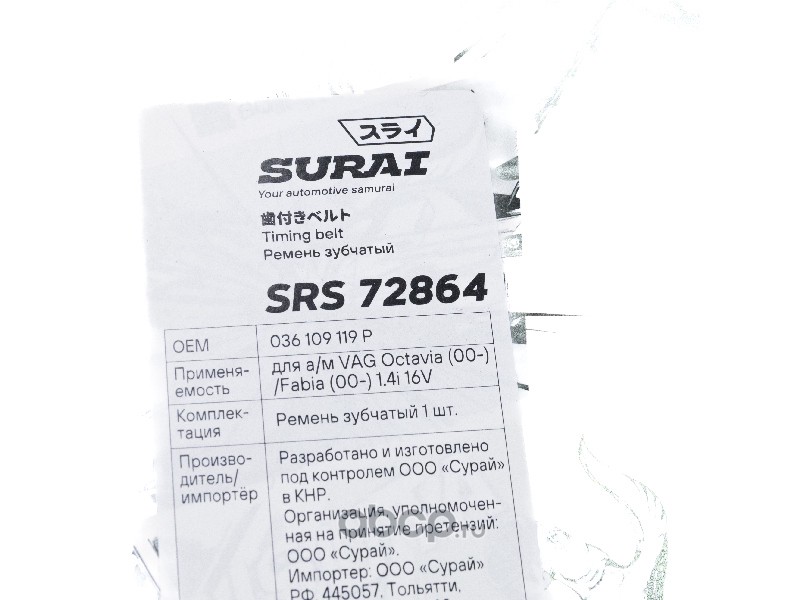 スライ
SURAI
Your automotive samurai
歯付きベルト
Timing belt
Ремень зубчатый
SRS 72864
OEM 036 109 119 P
Применя-
емость
для а/м VAG Octavia (00-)
/Fabia (00-) 1.4i 16V
Комплек-
тация
Ремень зубчатый 1 шт.
Произво-
дитель/
импортёр
Разработано и изготовлено
под контролем ООО «Сурай»
в КНР.
Организация, уполномочен-
ная на принятие претензий:
ООО «Сурай».
Импортер: ООО «Сурай»
РФ, 445057, Тольятти,
abcp.ru